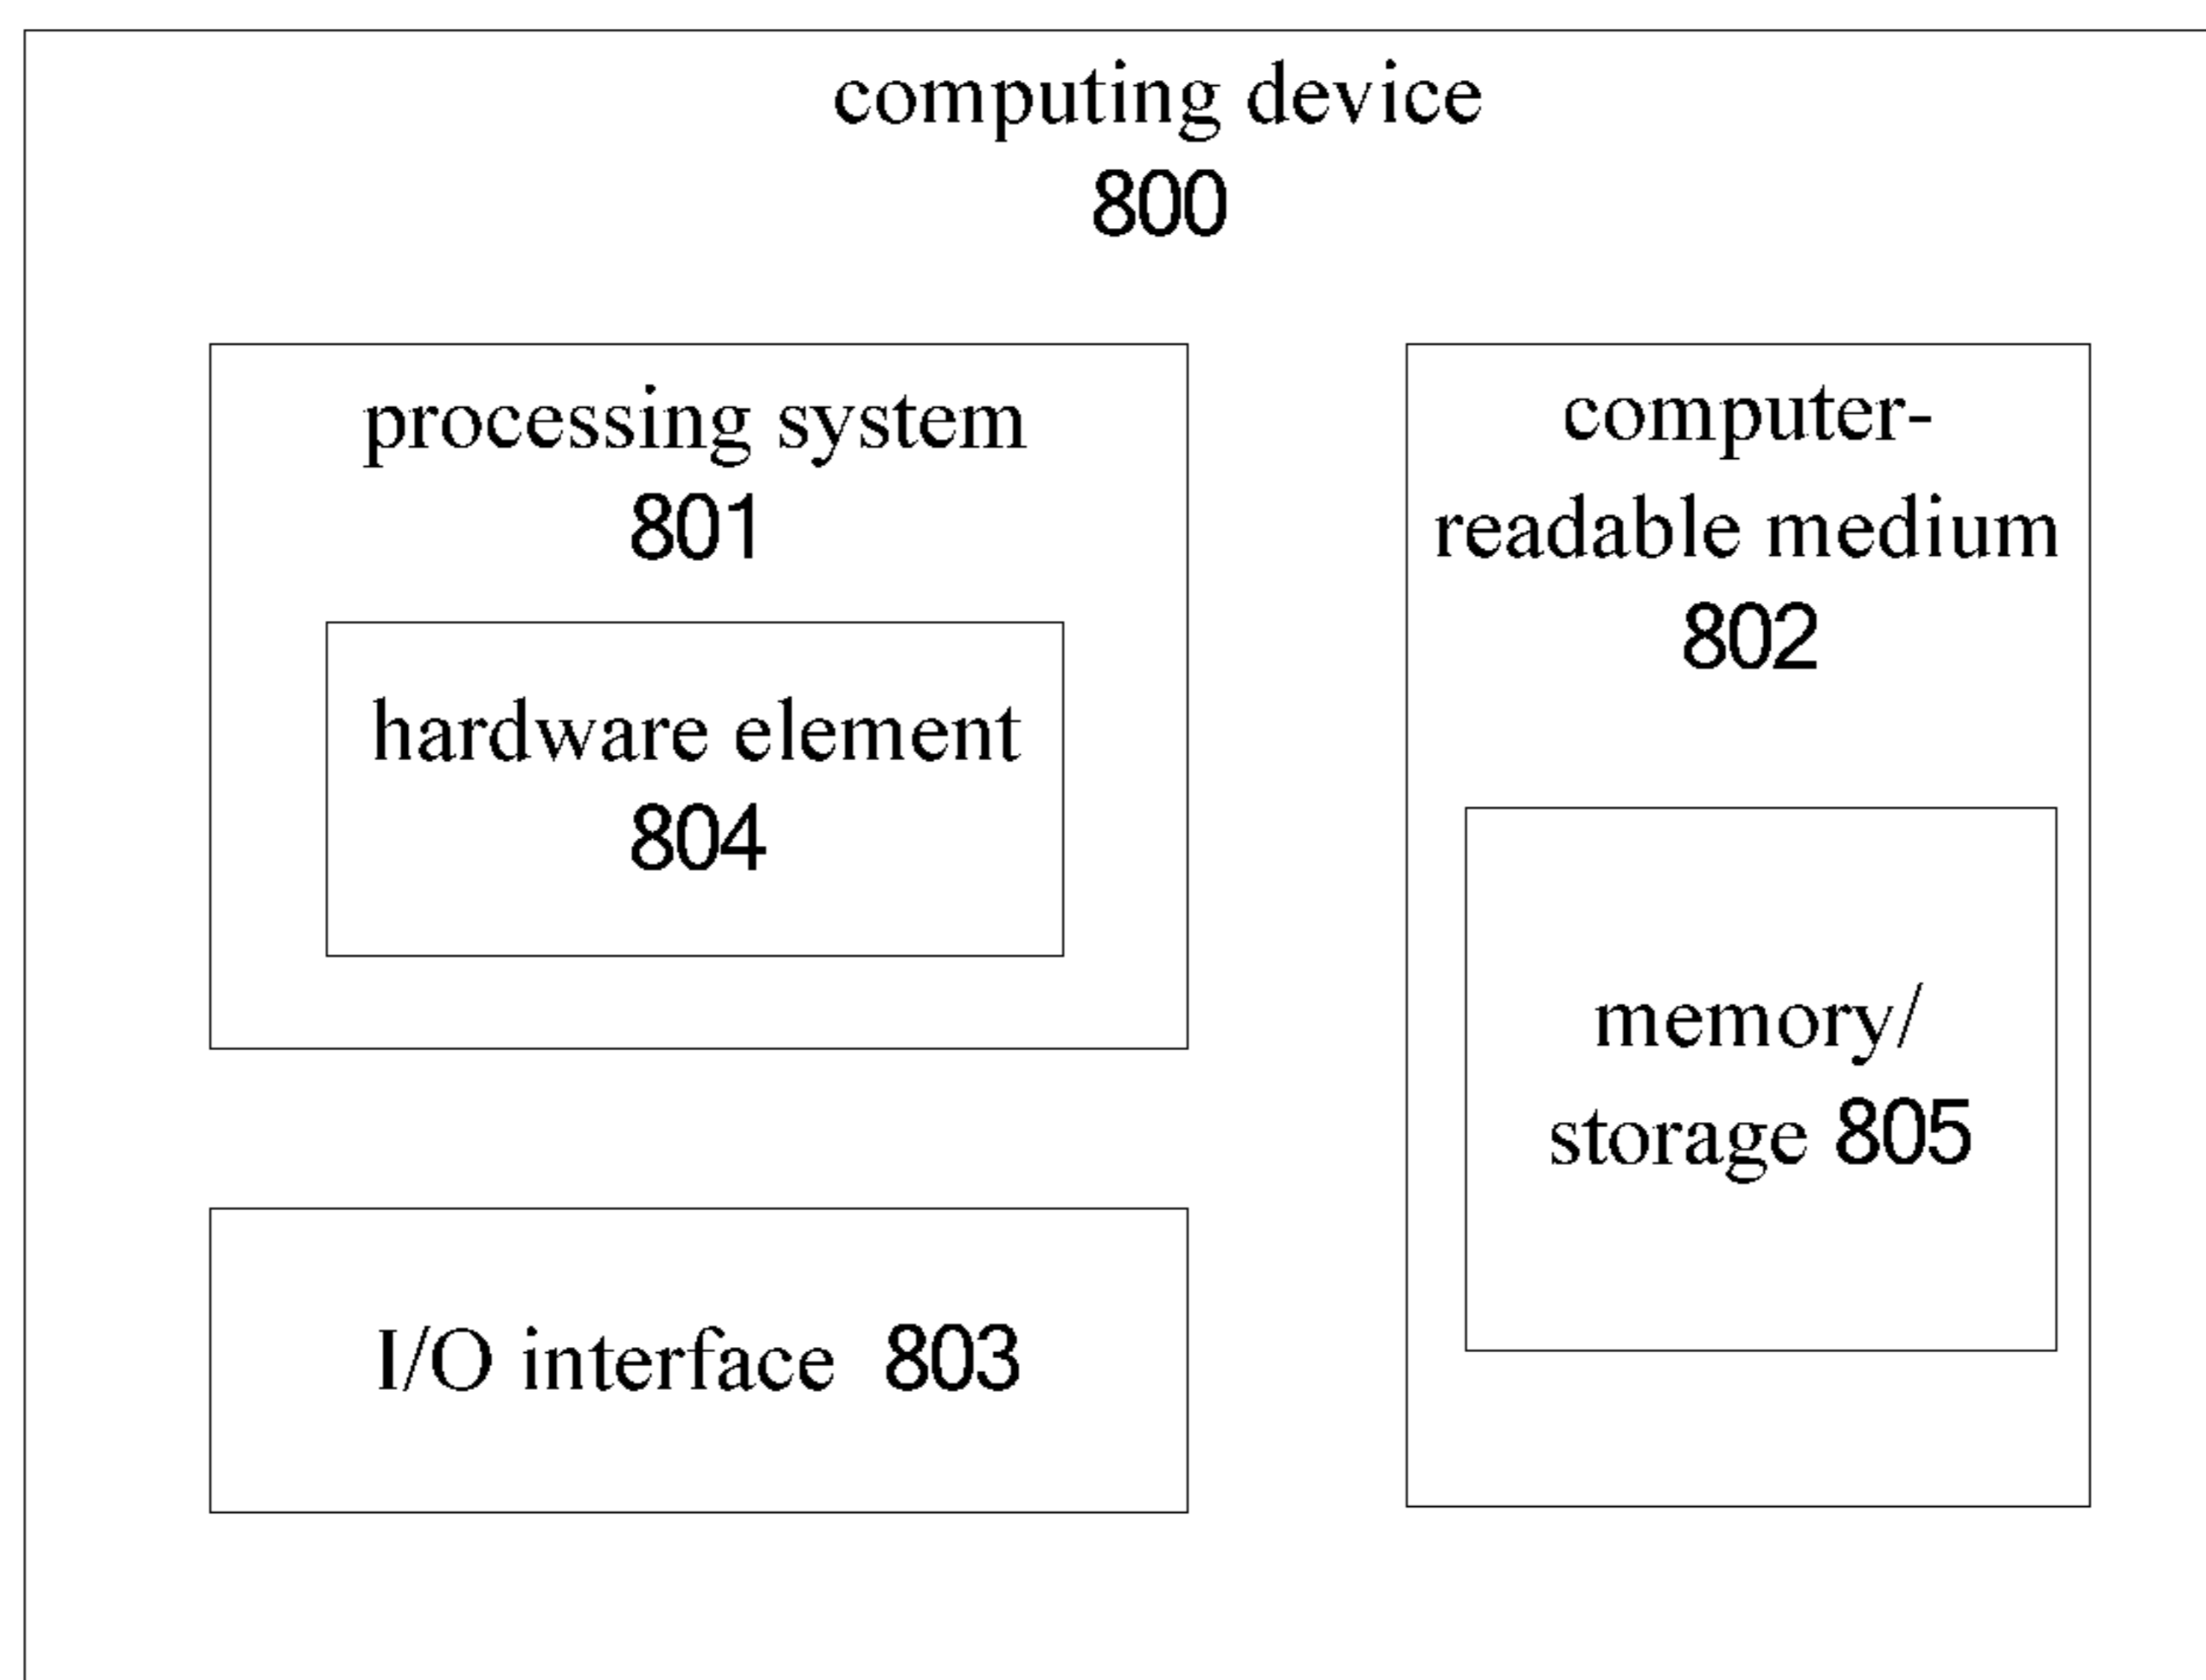 computing device
800
processing system
801
hardware element
804
I/O interface 803
computer-
readable medium
802
memory/
storage 805